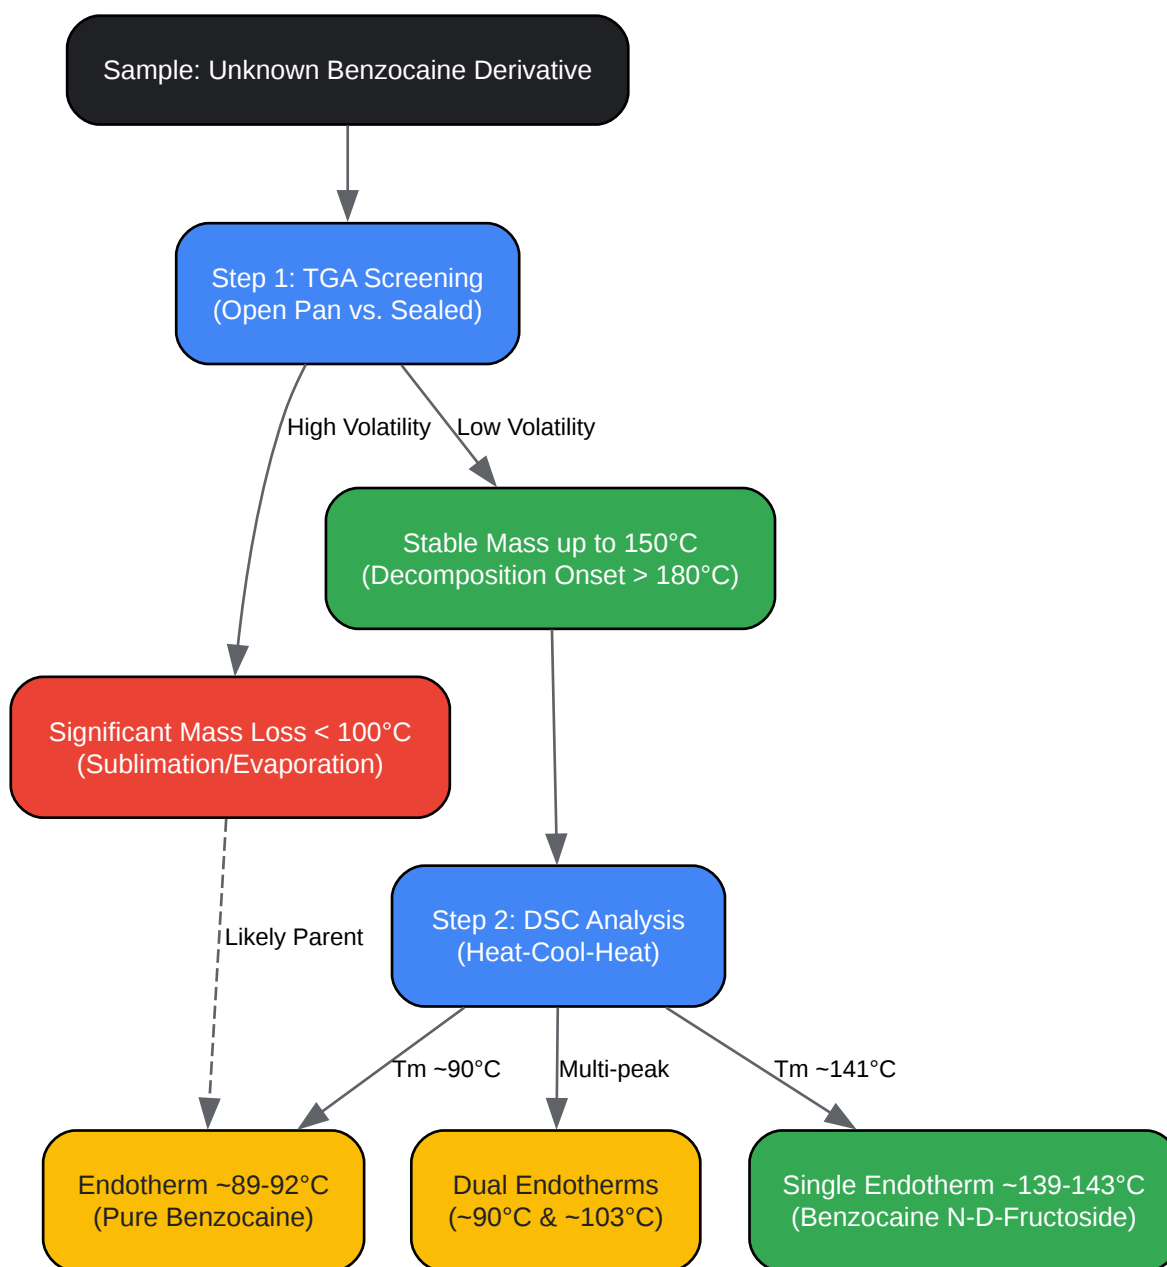 Sample: Unknown Benzocaine Derivative
Step 1: TGA Screening
(Open Pan vs. Sealed)
High Volatility
Low Volatility
Stable Mass up to 150°C
(Decomposition Onset > 180°C)
Significant Mass Loss < 100°C
(Sublimation/Evaporation)
Step 2: DSC Analysis
(Heat-Cool-Heat)
Likely Parent
Tm ~90°C
Multi-peak
Tm ~141°C
Endotherm ~89-92°C
(Pure Benzocaine)
Dual Endotherms
(~90°C & ~103°C)
Single Endotherm ~139-143°C
(Benzocaine N-D-Fructoside)